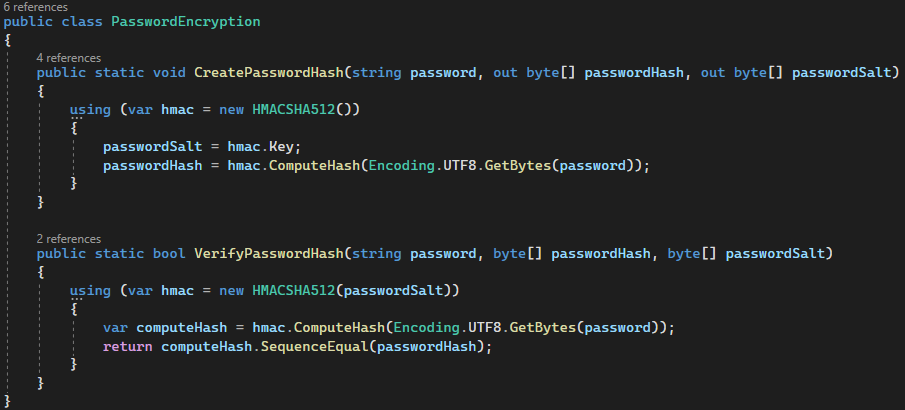 6 references
public class PasswordEncryption
{
4 references
public static void CreatePasswordHash(string password, out byte[] passwordHash, out byte[] passwordSalt)
{
using (var hmac = new HMACSHA512())
{
passwordSalt = hmac.Key;
passwordHash = hmac.ComputeHash(Encoding.UTF8.GetBytes(password));
}
}
2 references
public static bool VerifyPasswordHash(string password, byte[] passwordHash, byte[] passwordSalt)
{
using (var hmac = new HMACSHA512(passwordSalt))
{
var computeHash = hmac.ComputeHash(Encoding.UTF8.GetBytes(password));
return computeHash.SequenceEqual(passwordHash);
}
}
}